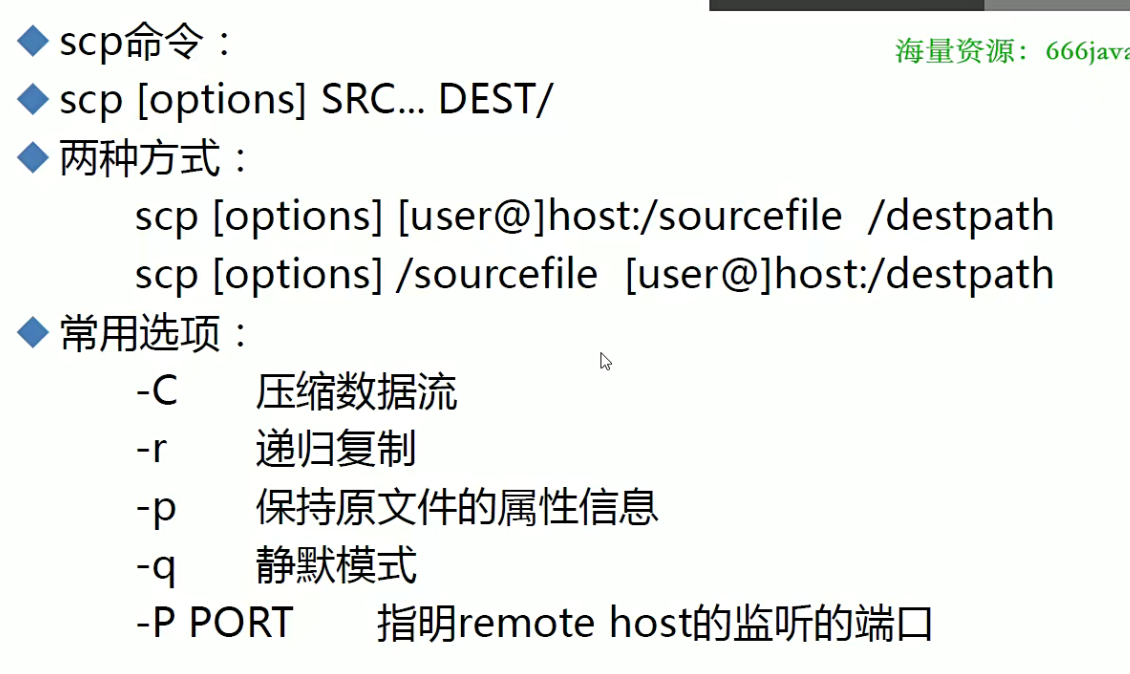 scp命令：
海量资源：666java
scp [options] SRC... DEST/
两种方式：
scp [options] [user@]host:/sourcefile /destpath
scp [options] /sourcefile [user@]host:/destpath
常用选项：
-C 压缩数据流
-r 递归复制
-p 保持原文件的属性信息
-q 静默模式
-P PORT 指明remote host的监听的端口